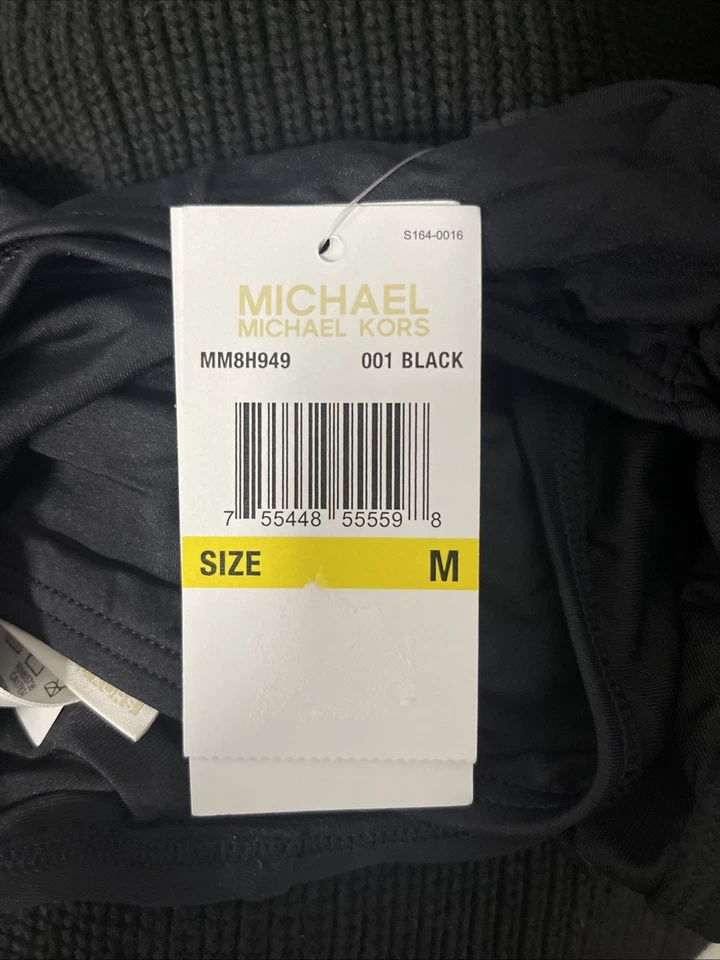 S164-0016
MICHAEL
MICHAEL KORS
MM8H949 001 BLACK
7 55448 55559 8
SIZE M